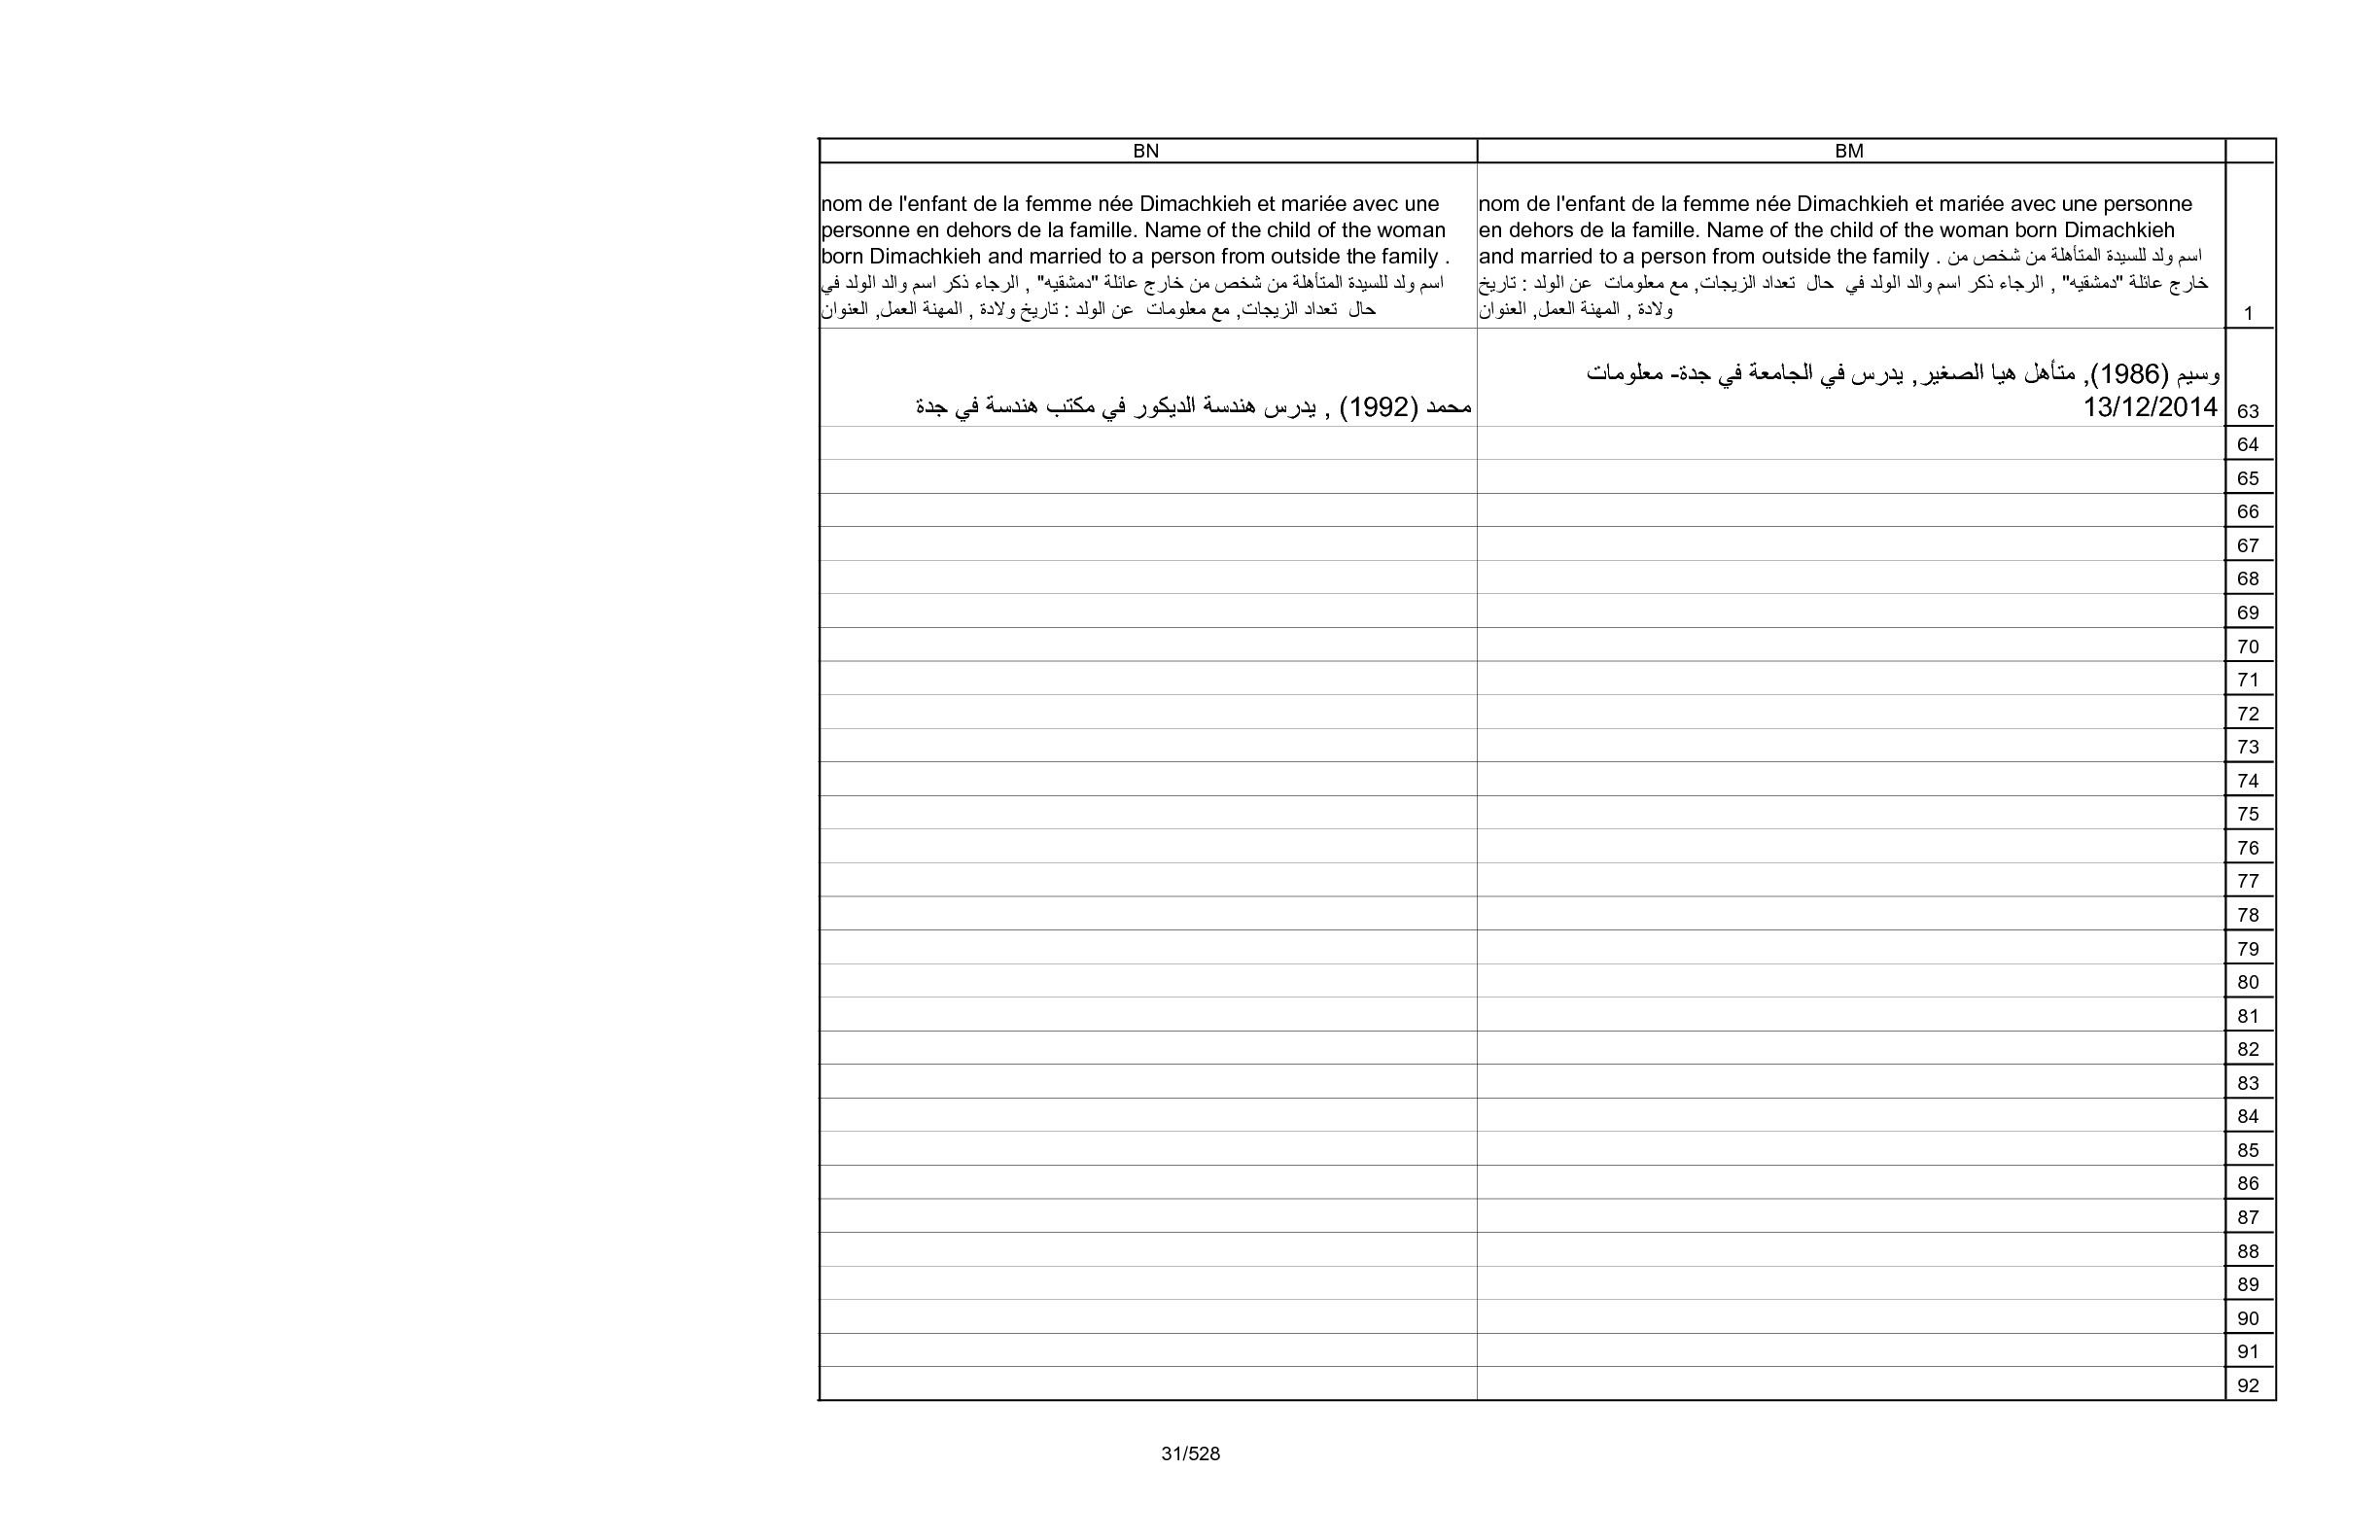 BN
BM
nom de l'enfant de la femme née Dimachkieh et mariée avec une
personne en dehors de la famille. Name of the child of the woman
born Dimachkieh and married to a person from outside the family .
اسم ولد للسيدة المتأهلة من شخص من خارج عائلة "دمشقيه" , الرجاء ذكر اسم والد الولد في
حال تعداد الزيجات, مع معلومات عن الولد : تاريخ ولادة , المهنة العمل, العنوان
nom de l'enfant de la femme née Dimachkieh et mariée avec une personne
en dehors de la famille. Name of the child of the woman born Dimachkieh
and married to a person from outside the family . اسم ولد للسيدة المتأهلة من شخص من
خارج عائلة "دمشقيه" , الرجاء ذكر اسم والد الولد في حال تعداد الزيجات, مع معلومات عن الولد : تاريخ
ولادة , المهنة العمل, العنوان
1
وسيم (1986), متأهل هيا الصغير, يدرس في الجامعة في جدة- معلومات
13/12/2014
محمد (1992) , يدرس هندسة الديكور في مكتب هندسة في جدة
63
64
65
66
67
68
69
70
71
72
73
74
75
76
77
78
79
80
81
82
83
84
85
86
87
88
89
90
91
92
31/528